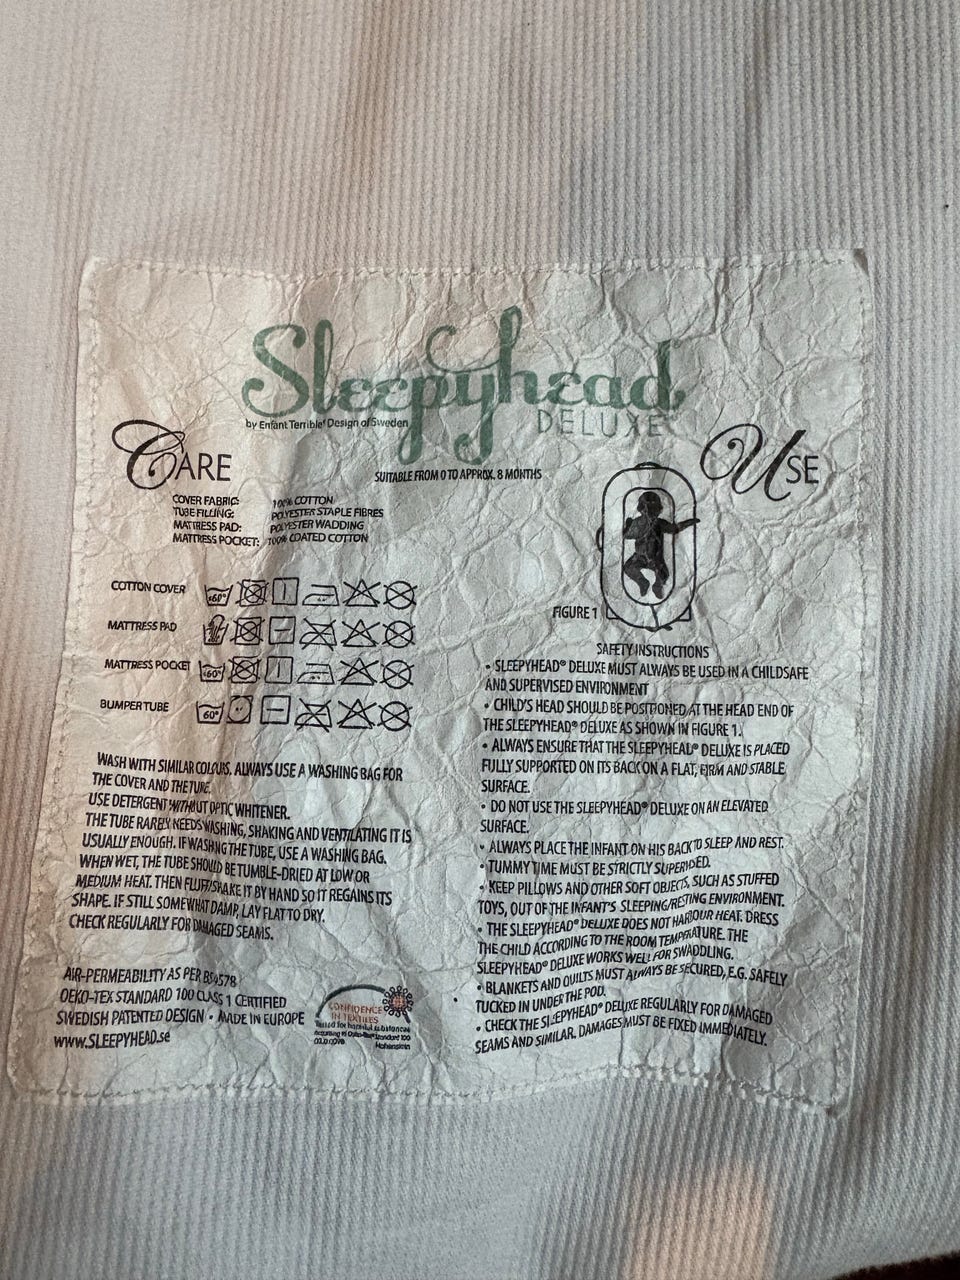 Sleepyhead
by Enfant Terrible® Design of Sweden
DELUXE
CARE
USE
SUITABLE FROM 0 TO APPROX. 8 MONTHS
COVER FABRIC: 100% COTTON
TUBE FILLING: POLYESTER STAPLE FIBRES
MATTRESS PAD: POLYESTER WADDING
MATTRESS POCKET: 100% COATED COTTON
COTTON COVER
60°
MATTRESS PAD
MATTRESS POCKET
60°
BUMPER TUBE
60°
WASH WITH SIMILAR COLOURS. ALWAYS USE A WASHING BAG FOR
THE COVER AND THE TUBE.
USE DETERGENT WITHOUT OPTIC WHITENER.
THE TUBE RARELY NEEDS WASHING, SHAKING AND VENTILATING IT IS
USUALLY ENOUGH. IF WASHING THE TUBE, USE A WASHING BAG.
WHEN WET, THE TUBE SHOULD BE TUMBLE-DRIED AT LOW OR
MEDIUM HEAT. THEN FLUFF/SHAKE IT BY HAND SO IT REGAINS ITS
SHAPE. IF STILL SOMEWHAT DAMP, LAY FLAT TO DRY.
CHECK REGULARLY FOR DAMAGED SEAMS.
AIR-PERMEABILITY AS PER BS4578
OEKO-TEX STANDARD 100 CLASS 1 CERTIFIED
SWEDISH PATENTED DESIGN • MADE IN EUROPE
WWW.SLEEPYHEAD.se
CONFIDENCE
IN TEXTILES
Tested for harmful substances
according to Oeko-Tex® Standard 100
Hohenstein
FIGURE 1
SAFETY INSTRUCTIONS
• SLEEPYHEAD® DELUXE MUST ALWAYS BE USED IN A CHILDSAFE
AND SUPERVISED ENVIRONMENT
• CHILD'S HEAD SHOULD BE POSITIONED AT THE HEAD END OF
THE SLEEPYHEAD® DELUXE AS SHOWN IN FIGURE 1.
• ALWAYS ENSURE THAT THE SLEEPYHEAD® DELUXE IS PLACED
FULLY SUPPORTED ON ITS BACK ON A FLAT, FIRM AND STABLE
SURFACE.
• DO NOT USE THE SLEEPYHEAD® DELUXE ON AN ELEVATED
SURFACE.
• ALWAYS PLACE THE INFANT ON HIS BACK TO SLEEP AND REST.
• TUMMY TIME MUST BE STRICTLY SUPERVISED.
• KEEP PILLOWS AND OTHER SOFT OBJECTS, SUCH AS STUFFED
TOYS, OUT OF THE INFANT'S SLEEPING/RESTING ENVIRONMENT.
• THE SLEEPYHEAD® DELUXE DOES NOT HARBOUR HEAT. DRESS
THE CHILD ACCORDING TO THE ROOM TEMPERATURE. THE
SLEEPYHEAD® DELUXE WORKS WELL FOR SWADDLING.
• BLANKETS AND QUILTS MUST ALWAYS BE SECURED, E.G. SAFELY
TUCKED IN UNDER THE POD.
• CHECK THE SLEEPYHEAD® DELUXE REGULARLY FOR DAMAGED
SEAMS AND SIMILAR. DAMAGES MUST BE FIXED IMMEDIATELY.